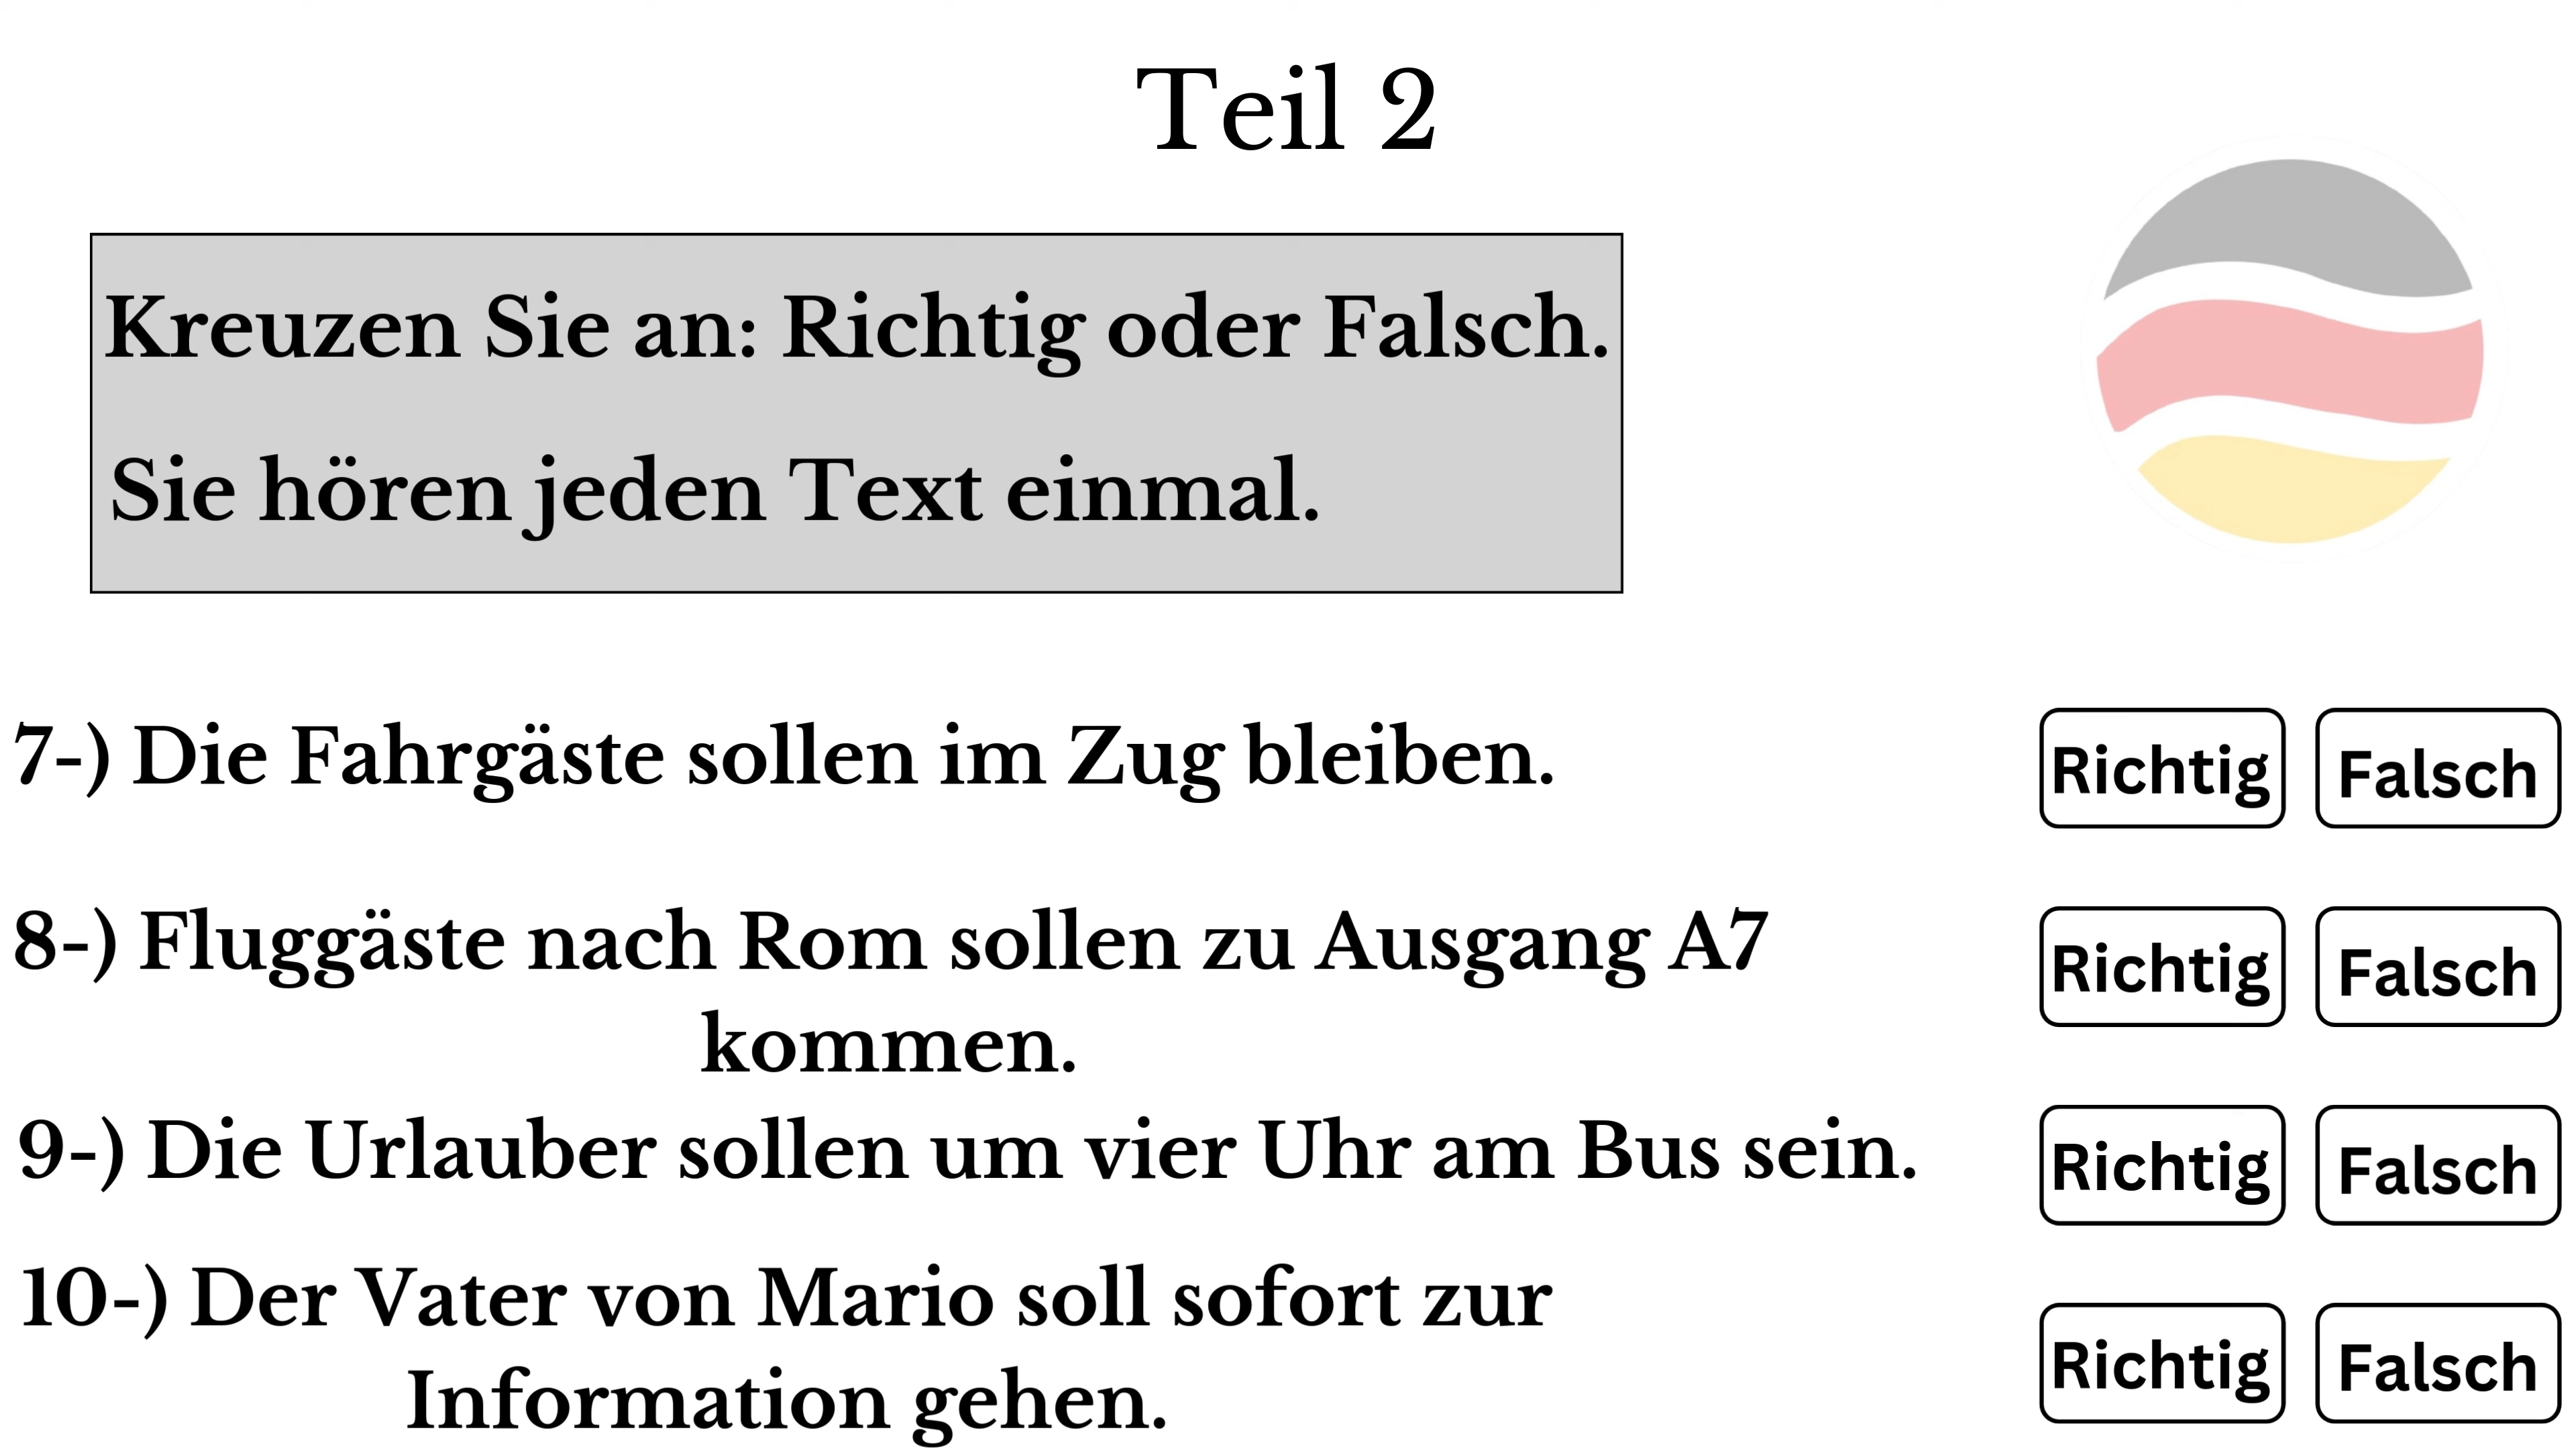 Teil 2
Kreuzen Sie an: Richtig oder Falsch.
Sie hören jeden Text einmal.
7-) Die Fahrgäste sollen im Zug bleiben.
Richtig Falsch
8-) Fluggäste nach Rom sollen zu Ausgang A7
kommen.
Richtig Falsch
9-) Die Urlauber sollen um vier Uhr am Bus sein.
Richtig Falsch
10-) Der Vater von Mario soll sofort zur
Information gehen.
Richtig Falsch